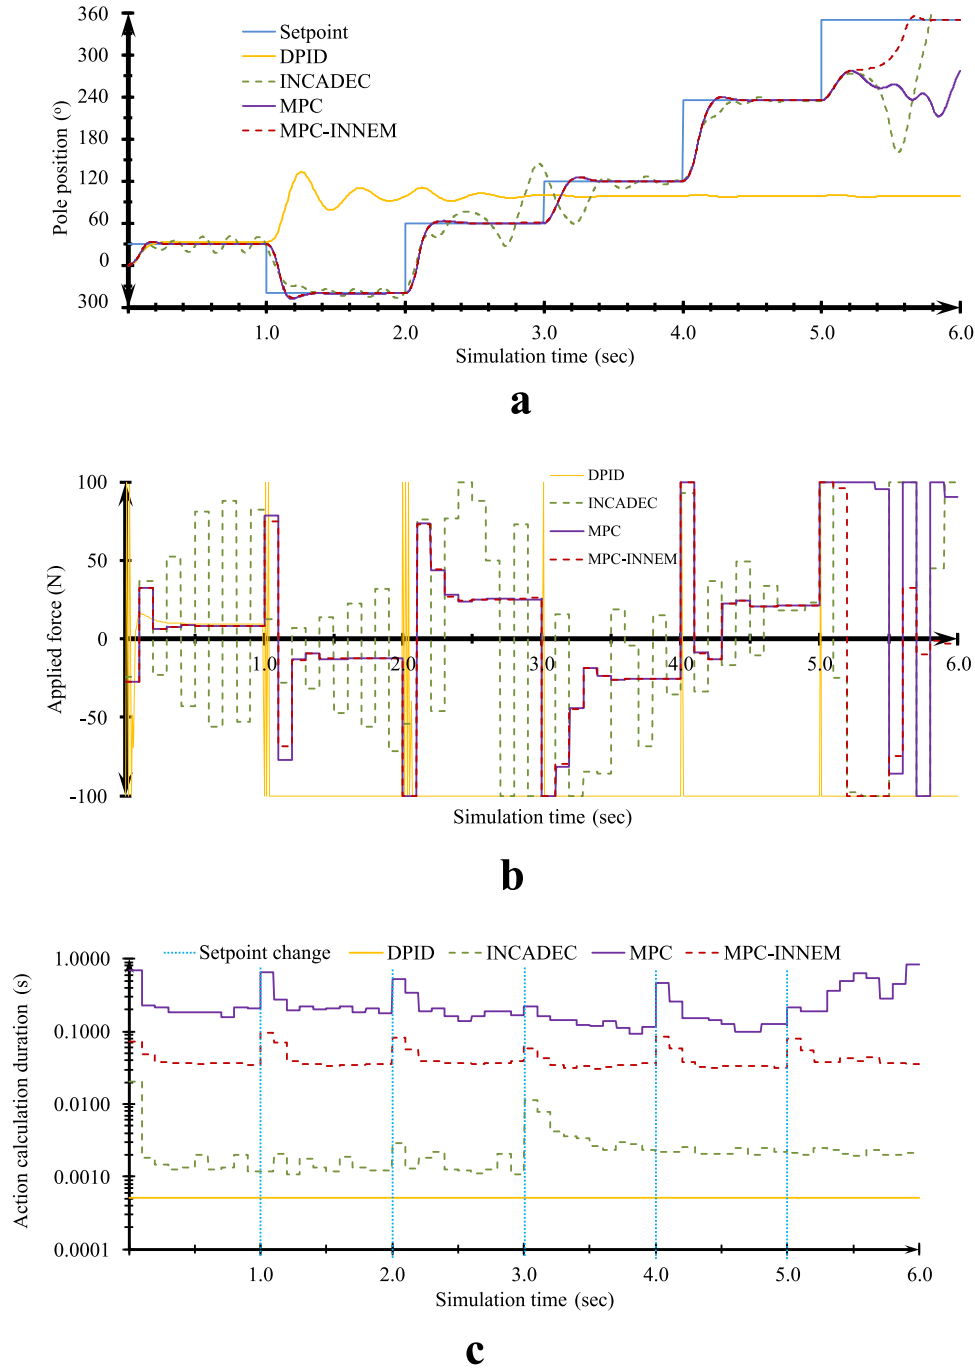 360
300
240
180
120
60
0
300
Pole position (°)
Setpoint
DPID
INCADEC
MPC
MPC-INNEM
1.0 2.0 3.0 4.0 5.0 6.0
Simulation time (sec)
a
100
50
0
-50
-100
Applied force (N)
DPID
INCADEC
MPC
MPC-INNEM
1.0 2.0 3.0 4.0 5.0 6.0
Simulation time (sec)
b
Setpoint change DPID INCADEC MPC MPC-INNEM
1.0000
0.1000
0.0100
0.0010
0.0001
Action calculation duration (s)
1.0 2.0 3.0 4.0 5.0 6.0
Simulation time (sec)
c